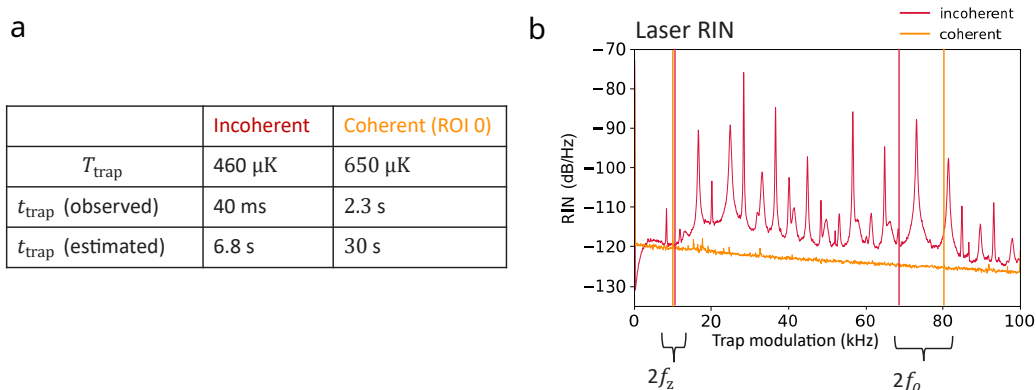 a
Incoherent Coherent (ROI 0)
T_trap 460 μK 650 μK
t_trap (observed) 40 ms 2.3 s
t_trap (estimated) 6.8 s 30 s
b
Laser RIN
incoherent
coherent
RIN (dB/Hz)
−70
−80
−90
−100
−110
−120
−130
0 20 40 60 80 100
Trap modulation (kHz)
2f_z 2f_ρ